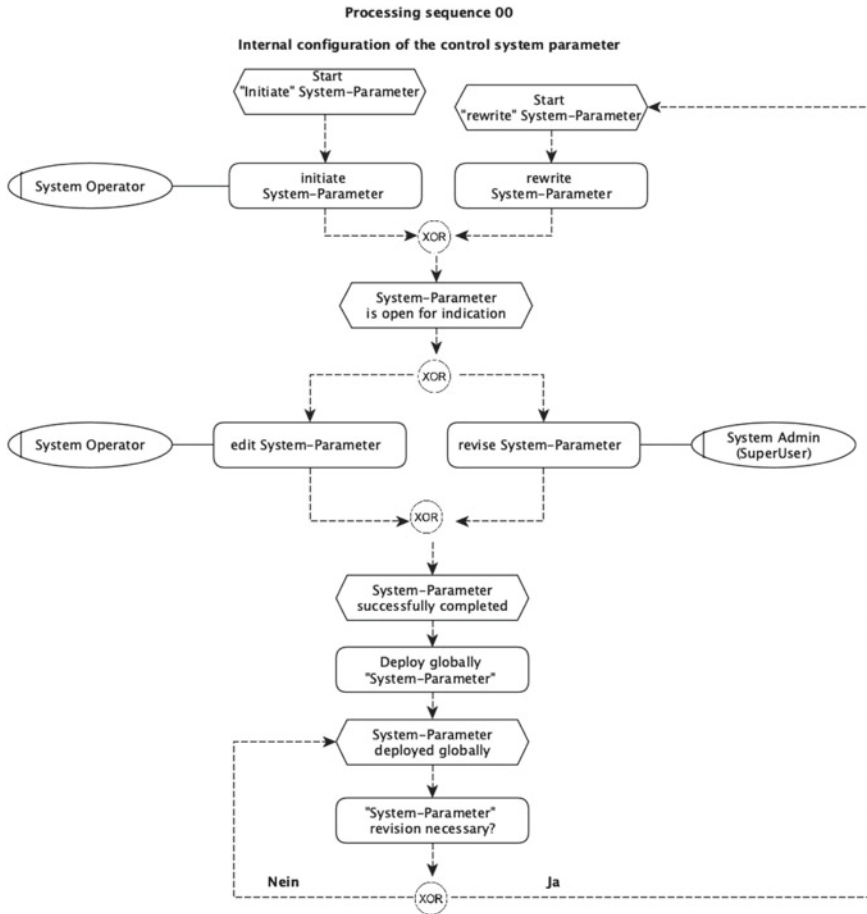 Processing sequence 00
Internal configuration of the control system parameter
Start
"Initiate" System-Parameter
Start
"rewrite" System-Parameter
System Operator
initiate
System-Parameter
rewrite
System-Parameter
XOR
System-Parameter
is open for indication
XOR
System Operator
edit System-Parameter
revise System-Parameter
System Admin
(SuperUser)
XOR
System-Parameter
successfully completed
Deploy globally
"System-Parameter"
System-Parameter
deployed globally
"System-Parameter"
revision necessary?
Nein
Ja
XOR